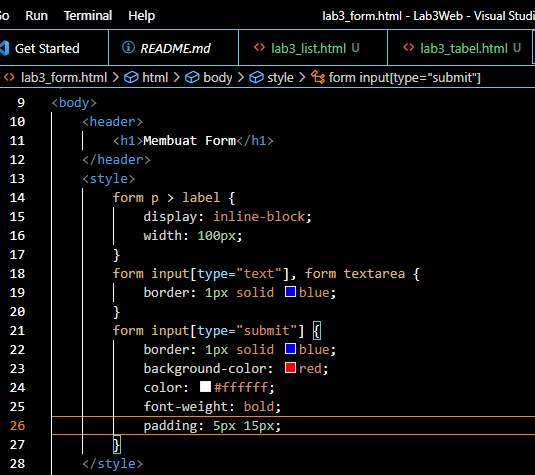 Go Run Terminal Help lab3_form.html - Lab3Web - Visual Studi
Get Started README.md lab3_list.html U lab3_tabel.html U
lab3_form.html > html > body > style > form input[type="submit"]
9 <body>
10 <header>
11 <h1>Membuat Form</h1>
12 </header>
13 <style>
14 form p > label {
15 display: inline-block;
16 width: 100px;
17 }
18 form input[type="text"], form textarea {
19 border: 1px solid blue;
20 }
21 form input[type="submit"] {
22 border: 1px solid blue;
23 background-color: red;
24 color: #ffffff;
25 font-weight: bold;
26 padding: 5px 15px;
27 }
28 </style>